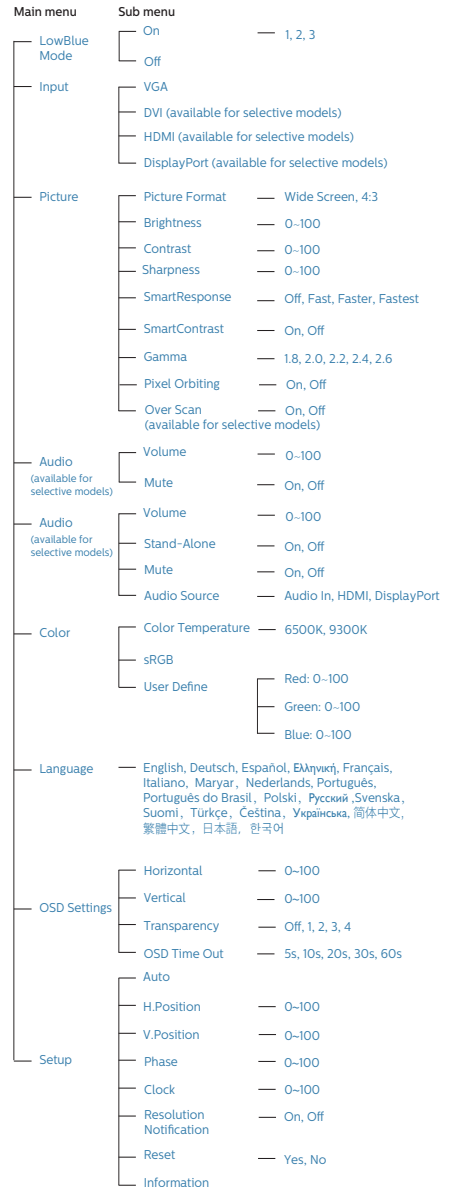 Main menu Sub menu
LowBlue Mode
On 1, 2, 3
Off
Input
VGA
DVI (available for selective models)
HDMI (available for selective models)
DisplayPort (available for selective models)
Picture
Picture Format Wide Screen, 4:3
Brightness 0~100
Contrast 0~100
Sharpness 0~100
SmartResponse Off, Fast, Faster, Fastest
SmartContrast On, Off
Gamma 1.8, 2.0, 2.2, 2.4, 2.6
Pixel Orbiting On, Off
Over Scan On, Off
(available for selective models)
Audio
(available for
selective models)
Volume 0~100
Mute On, Off
Audio
(available for
selective models)
Volume 0~100
Stand-Alone On, Off
Mute On, Off
Audio Source Audio In, HDMI, DisplayPort
Color
Color Temperature 6500K, 9300K
sRGB
User Define
Red: 0~100
Green: 0~100
Blue: 0~100
Language
English, Deutsch, Español, Ελληνική, Français,
Italiano, Maryar, Nederlands, Português,
Português do Brasil, Polski, Русский ,Svenska,
Suomi, Türkçe, Čeština, Українська, 简体中文,
繁體中文, 日本語, 한국어
OSD Settings
Horizontal 0~100
Vertical 0~100
Transparency Off, 1, 2, 3, 4
OSD Time Out 5s, 10s, 20s, 30s, 60s
Setup
Auto
H.Position 0~100
V.Position 0~100
Phase 0~100
Clock 0~100
Resolution On, Off
Notification
Reset Yes, No
Information